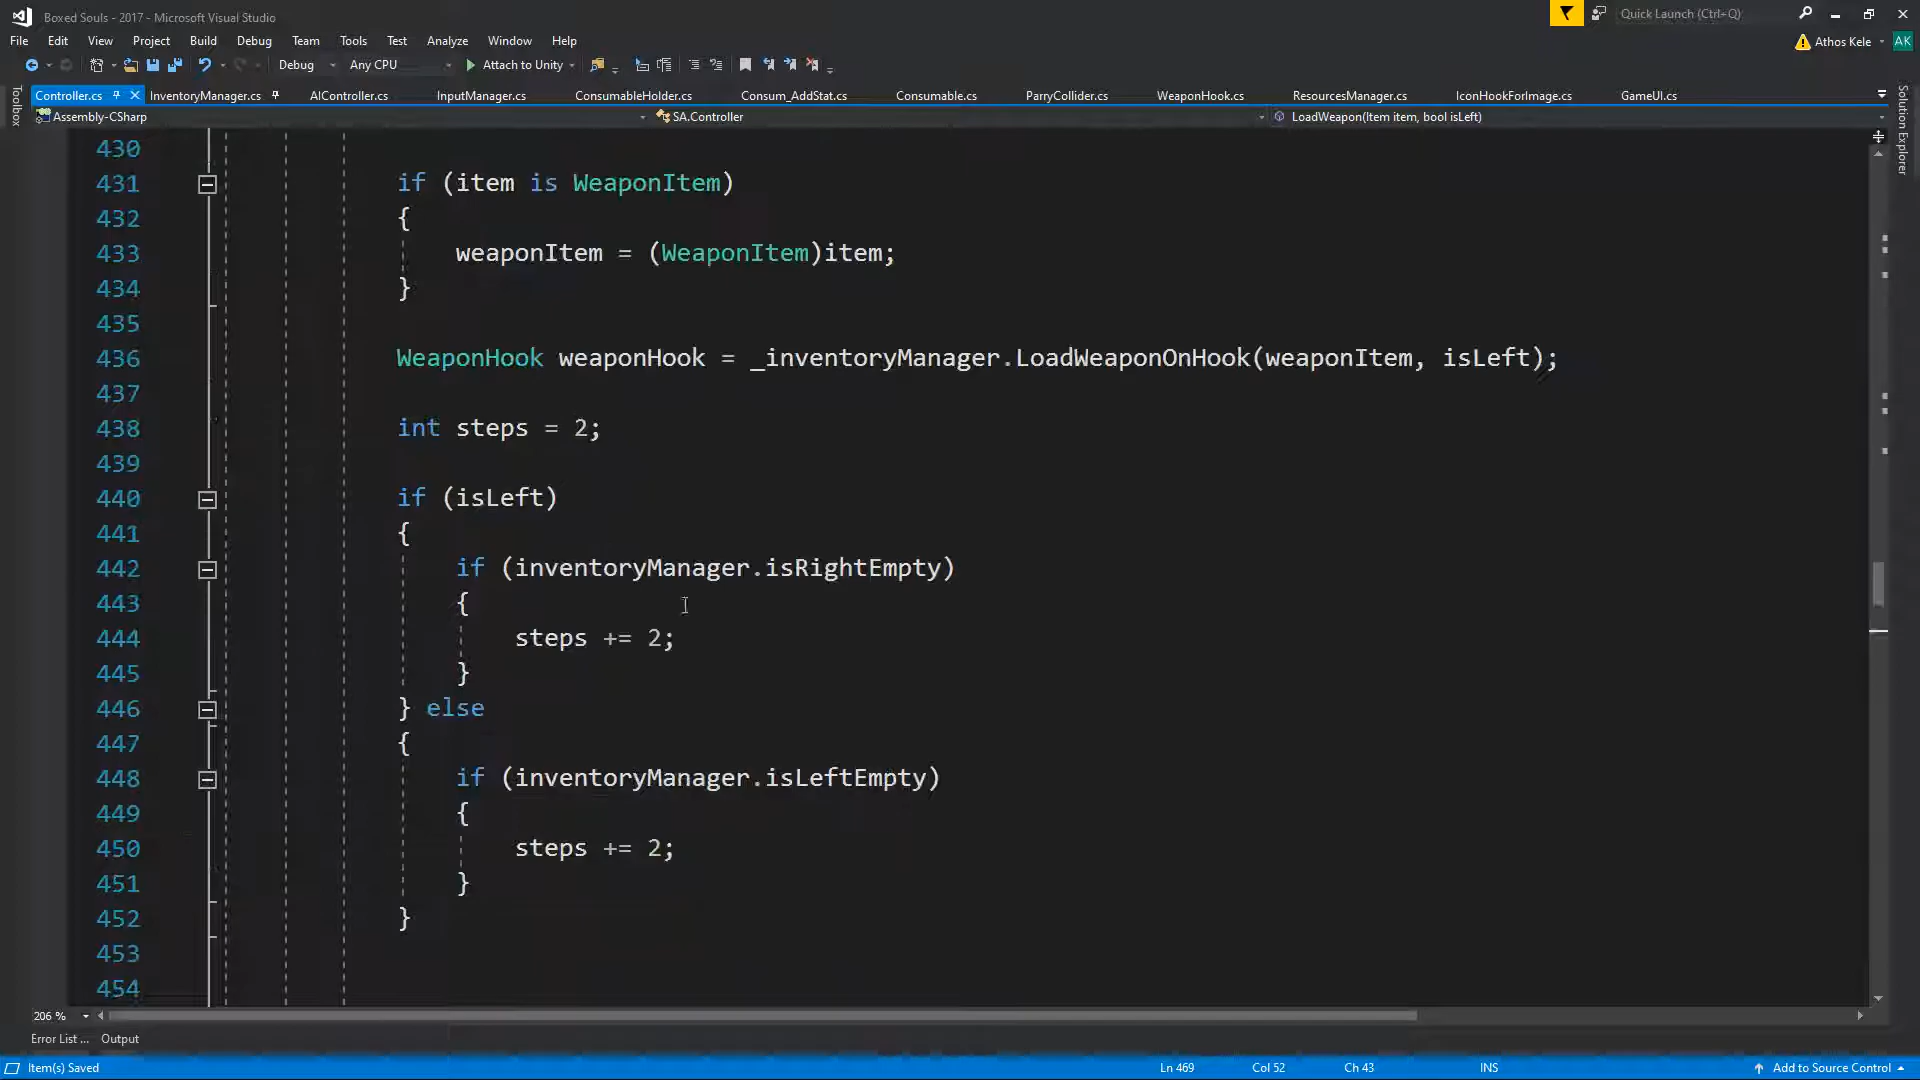 Boxed Souls - 2017 - Microsoft Visual Studio
Quick Launch (Ctrl+Q)
File Edit View Project Build Debug Team Tools Test Analyze Window Help
Athos Kele AK
Debug Any CPU Attach to Unity
Toolbox
Controller.cs InventoryManager.cs AIController.cs InputManager.cs ConsumableHolder.cs Consum_AddStat.cs Consumable.cs ParryCollider.cs WeaponHook.cs ResourcesManager.cs IconHookForImage.cs GameUI.cs
Solution Explorer
Assembly-CSharp SA.Controller LoadWeapon(Item item, bool isLeft)
430
431 if (item is WeaponItem)
432 {
433 weaponItem = (WeaponItem)item;
434 }
435
436 WeaponHook weaponHook = _inventoryManager.LoadWeaponOnHook(weaponItem, isLeft);
437
438 int steps = 2;
439
440 if (isLeft)
441 {
442 if (inventoryManager.isRightEmpty)
443 {
444 steps += 2;
445 }
446 } else
447 {
448 if (inventoryManager.isLeftEmpty)
449 {
450 steps += 2;
451 }
452 }
453
454
206 %
Error List ... Output
Item(s) Saved Ln 469 Col 52 Ch 43 INS Add to Source Control